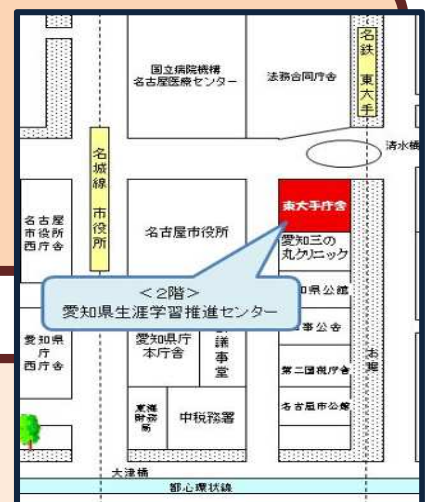 国立病院機構
名古屋医療センター
法務合同庁舎
名鉄 東大手
清水橋
名城線 市役所
名古屋
市役所
西庁舎
名古屋市役所
東大手庁舎
愛知三の
丸クリニック
<2階>
愛知県生涯学習推進センター
県公館
事公舎
愛知県
庁
西庁舎
愛知県庁
本庁舎
議
事
堂
お堀
第二国税庁舎
東海
財務
局
中税務署
名古屋市公館
大津橋
都心環状線